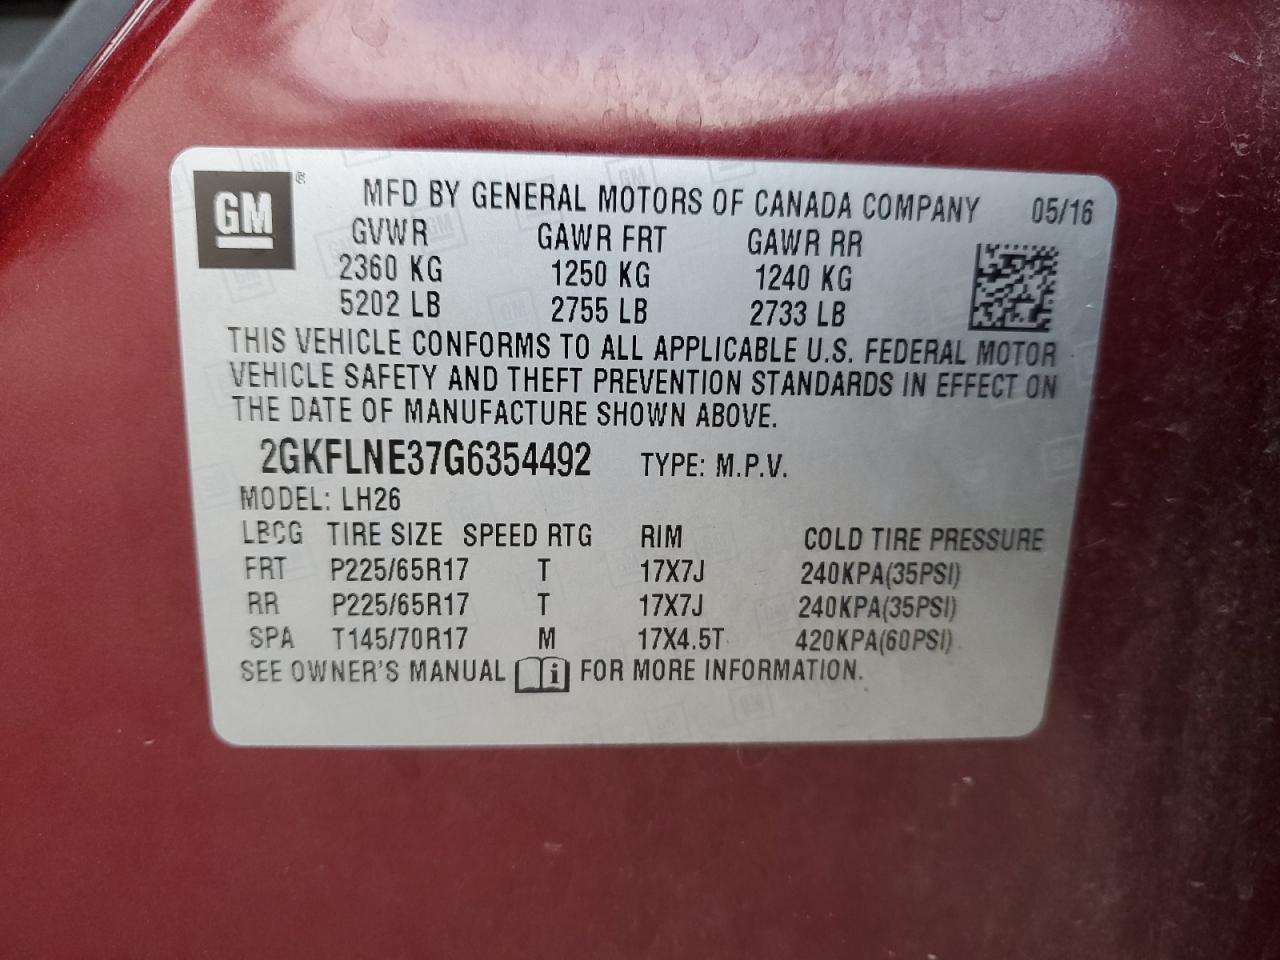 GM ® MFD BY GENERAL MOTORS OF CANADA COMPANY 05/16
GVWR GAWR FRT GAWR RR
2360 KG 1250 KG 1240 KG
5202 LB 2755 LB 2733 LB
THIS VEHICLE CONFORMS TO ALL APPLICABLE U.S. FEDERAL MOTOR
VEHICLE SAFETY AND THEFT PREVENTION STANDARDS IN EFFECT ON
THE DATE OF MANUFACTURE SHOWN ABOVE.
2GKFLNE37G6354492 TYPE: M.P.V.
MODEL: LH26
TIRE SIZE SPEED RTG RIM COLD TIRE PRESSURE
FRT P225/65R17 T 17X7J 240KPA(35PSI)
RR P225/65R17 T 17X7J 240KPA(35PSI)
SPA T145/70R17 M 17X4.5T 420KPA(60PSI)
SEE OWNER'S MANUAL i FOR MORE INFORMATION.